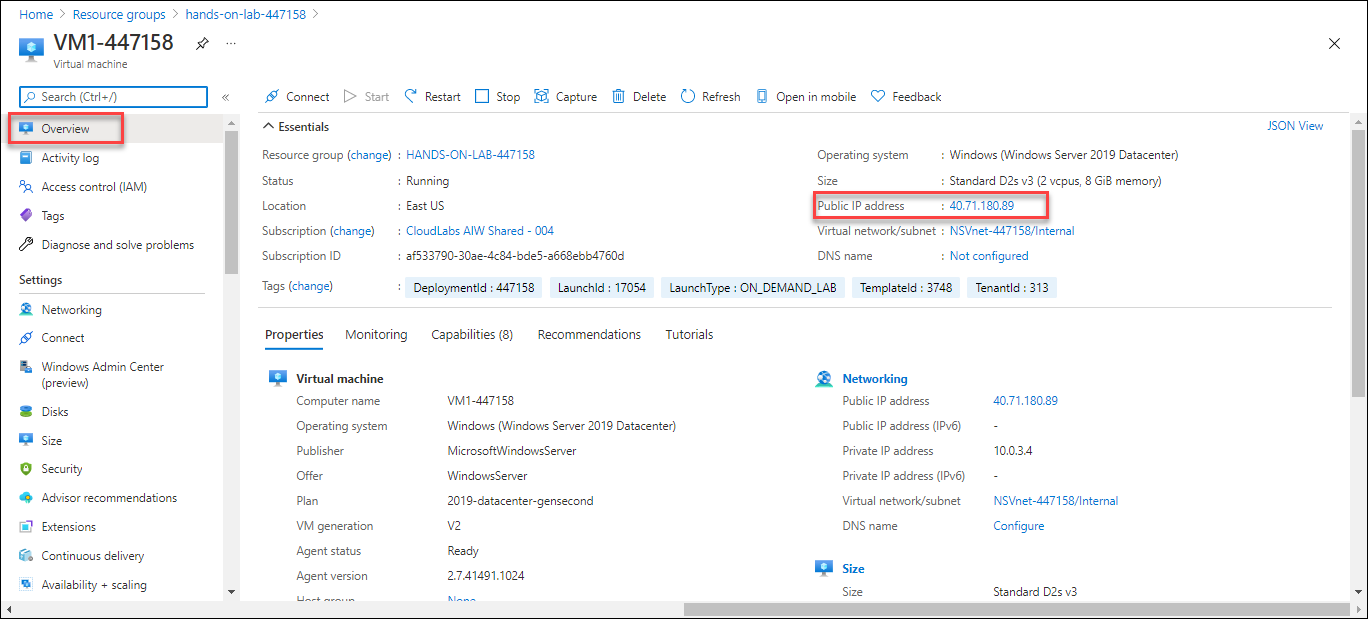 Home > Resource groups > hands-on-lab-447158 >
VM1-447158 ...
Virtual machine
Search (Ctrl+/) «
Overview
Activity log
Access control (IAM)
Tags
Diagnose and solve problems
Settings
Networking
Connect
Windows Admin Center
(preview)
Disks
Size
Security
Advisor recommendations
Extensions
Continuous delivery
Availability + scaling
Connect Start Restart Stop Capture Delete Refresh Open in mobile Feedback
Essentials JSON View
Resource group (change) : HANDS-ON-LAB-447158
Status : Running
Location : East US
Subscription (change) : CloudLabs AIW Shared - 004
Subscription ID : af533790-30ae-4c84-bde5-a668ebb4760d
Operating system : Windows (Windows Server 2019 Datacenter)
Size : Standard D2s v3 (2 vcpus, 8 GiB memory)
Public IP address : 40.71.180.89
Virtual network/subnet : NSVnet-447158/Internal
DNS name : Not configured
Tags (change) : DeploymentId : 447158 LaunchId : 17054 LaunchType : ON_DEMAND_LAB TemplateId : 3748 TenantId : 313
Properties Monitoring Capabilities (8) Recommendations Tutorials
Virtual machine
Computer name VM1-447158
Operating system Windows (Windows Server 2019 Datacenter)
Publisher MicrosoftWindowsServer
Offer WindowsServer
Plan 2019-datacenter-gensecond
VM generation V2
Agent status Ready
Agent version 2.7.41491.1024
Host group None
Networking
Public IP address 40.71.180.89
Public IP address (IPv6) -
Private IP address 10.0.3.4
Private IP address (IPv6) -
Virtual network/subnet NSVnet-447158/Internal
DNS name Configure
Size
Size Standard D2s v3